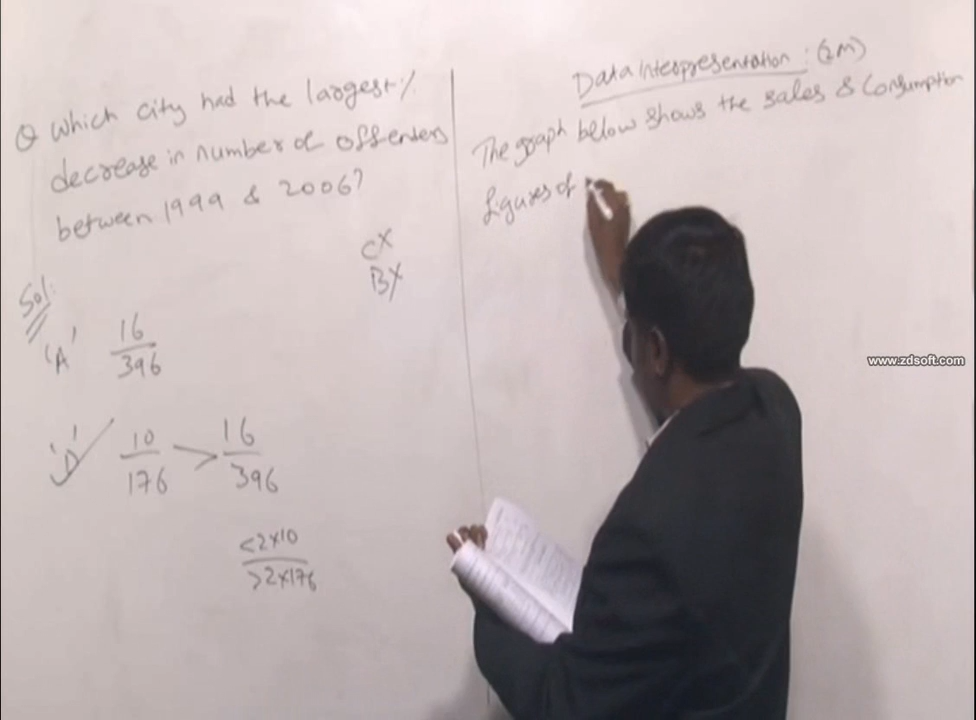 Q Which city had the largest %
decrease in number of offenders
between 1999 & 2006?
CX
BX
Sol:
'A' 16/396
'D' ✓ 10/176 > 16/396
<2x10/>2x176
Data Interpresentation : (2M)
The graph below shows the sales & Consumption
figures of
www.zdsoft.com